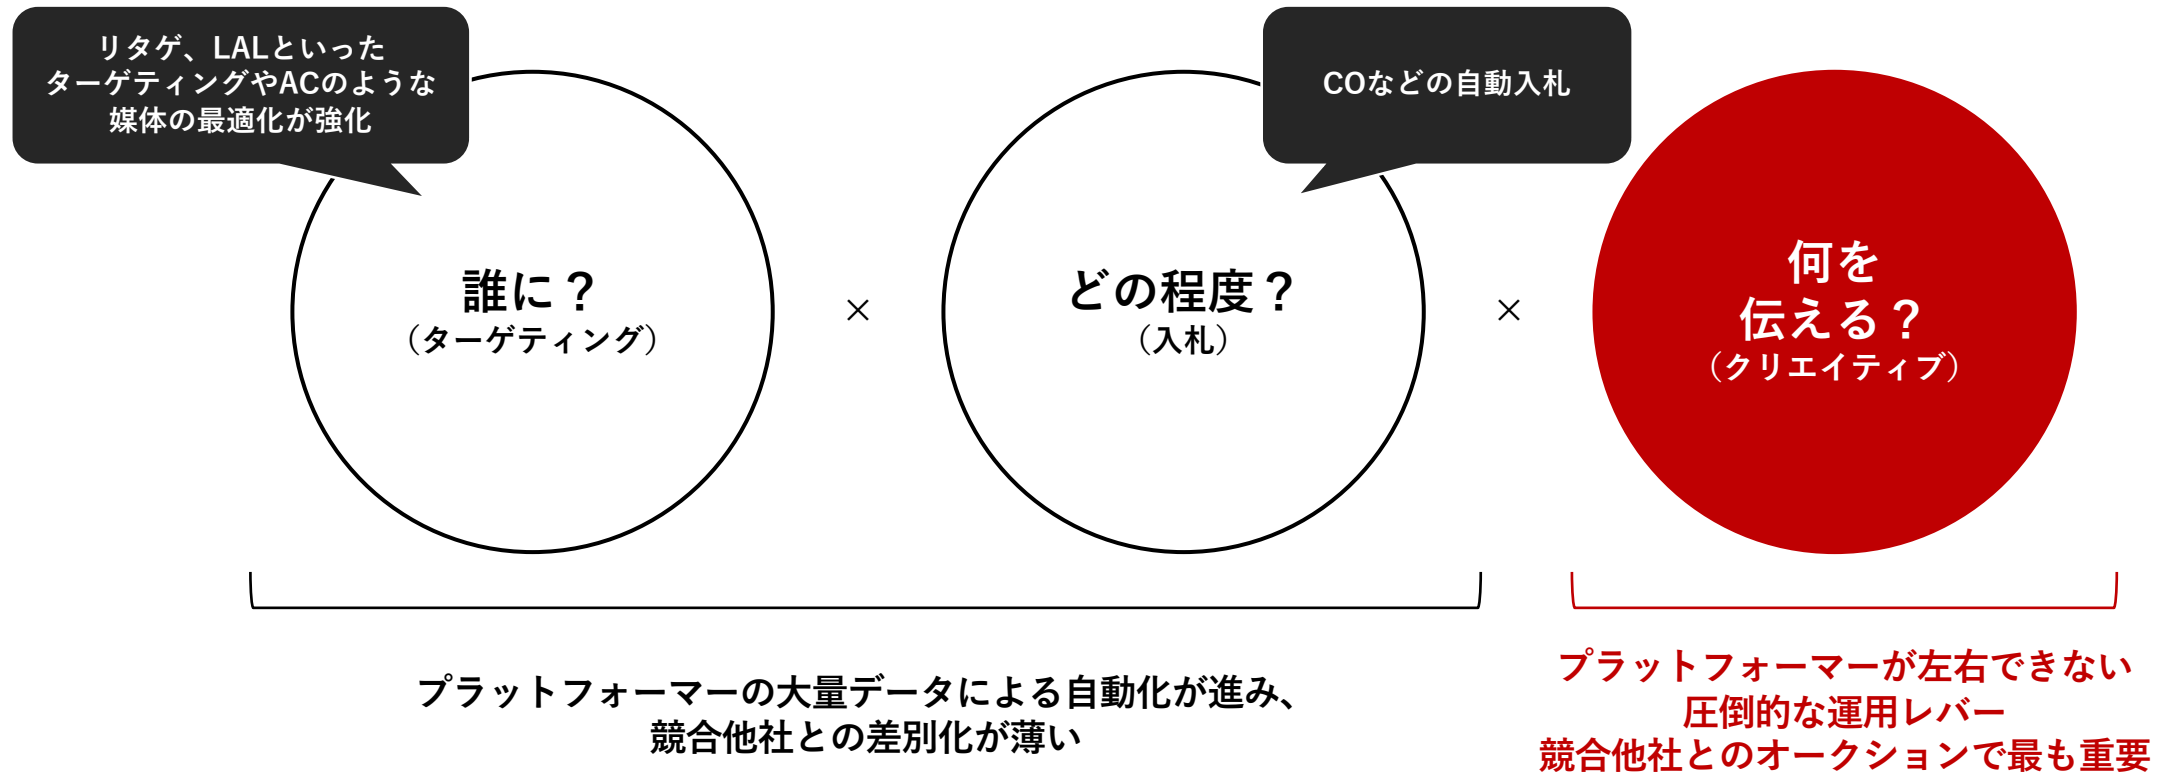 リタゲ、LALといった
ターゲティングやACのような
媒体の最適化が強化
COなどの自動入札
誰に？
（ターゲティング）
×
どの程度？
（入札）
×
何を
伝える？
（クリエイティブ）
プラットフォーマーの大量データによる自動化が進み、
競合他社との差別化が薄い
プラットフォーマーが左右できない
圧倒的な運用レバー
競合他社とのオークションで最も重要